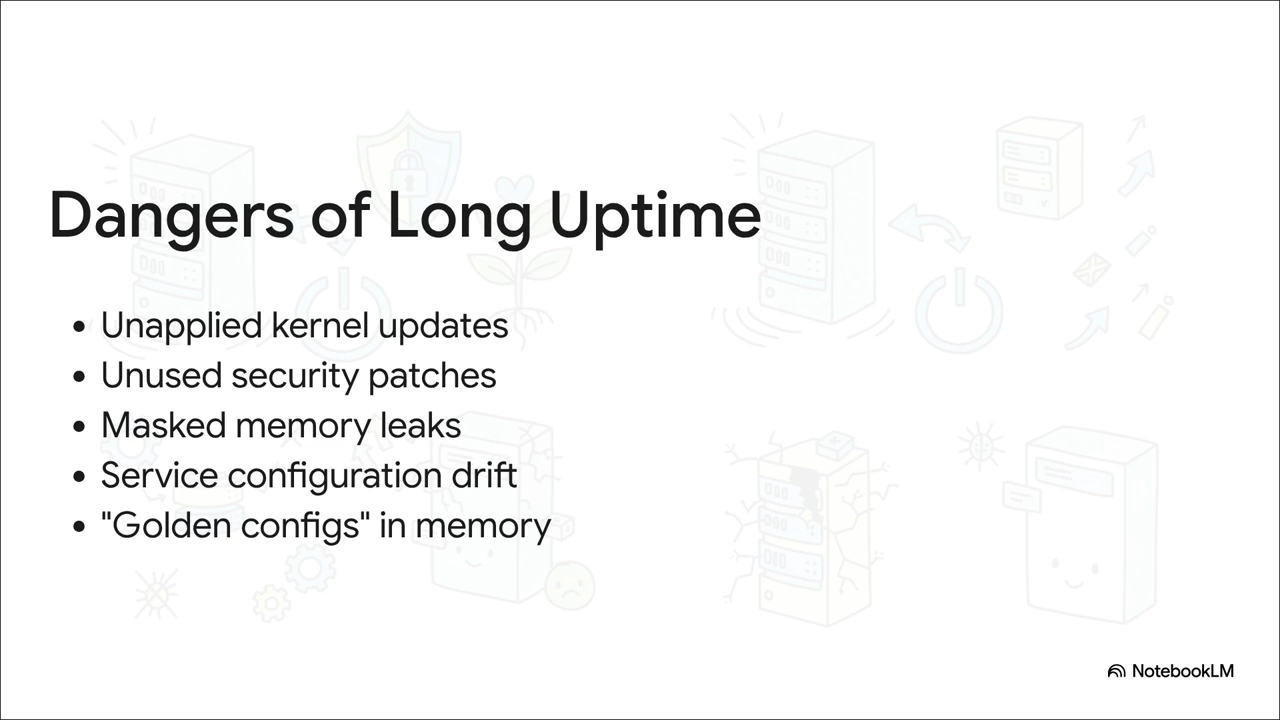 Dangers of Long Uptime
• Unapplied kernel updates
• Unused security patches
• Masked memory leaks
• Service configuration drift
• "Golden configs" in memory
NotebookLM